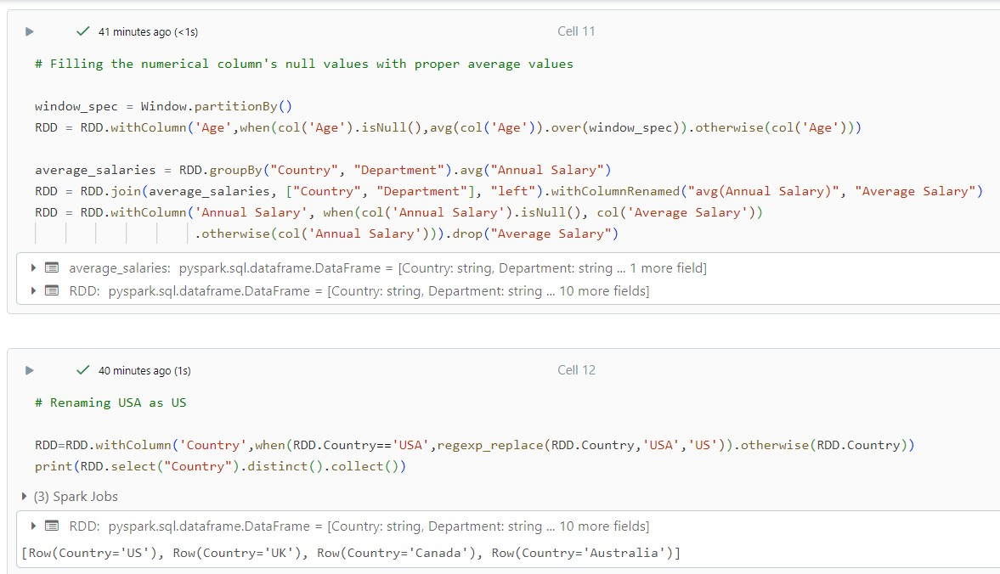 41 minutes ago (<1s)
Cell 11
# Filling the numerical column's null values with proper average values
window_spec = Window.partitionBy()
RDD = RDD.withColumn('Age',when(col('Age').isNull(),avg(col('Age')).over(window_spec)).otherwise(col('Age')))
average_salaries = RDD.groupBy("Country", "Department").avg("Annual Salary")
RDD = RDD.join(average_salaries, ["Country", "Department"], "left").withColumnRenamed("avg(Annual Salary)", "Average Salary")
RDD = RDD.withColumn('Annual Salary', when(col('Annual Salary').isNull(), col('Average Salary'))
.otherwise(col('Annual Salary'))).drop("Average Salary")
average_salaries: pyspark.sql.dataframe.DataFrame = [Country: string, Department: string ... 1 more field]
RDD: pyspark.sql.dataframe.DataFrame = [Country: string, Department: string ... 10 more fields]
40 minutes ago (1s)
Cell 12
# Renaming USA as US
RDD=RDD.withColumn('Country',when(RDD.Country=='USA',regexp_replace(RDD.Country,'USA','US')).otherwise(RDD.Country))
print(RDD.select("Country").distinct().collect())
(3) Spark Jobs
RDD: pyspark.sql.dataframe.DataFrame = [Country: string, Department: string ... 10 more fields]
[Row(Country='US'), Row(Country='UK'), Row(Country='Canada'), Row(Country='Australia')]